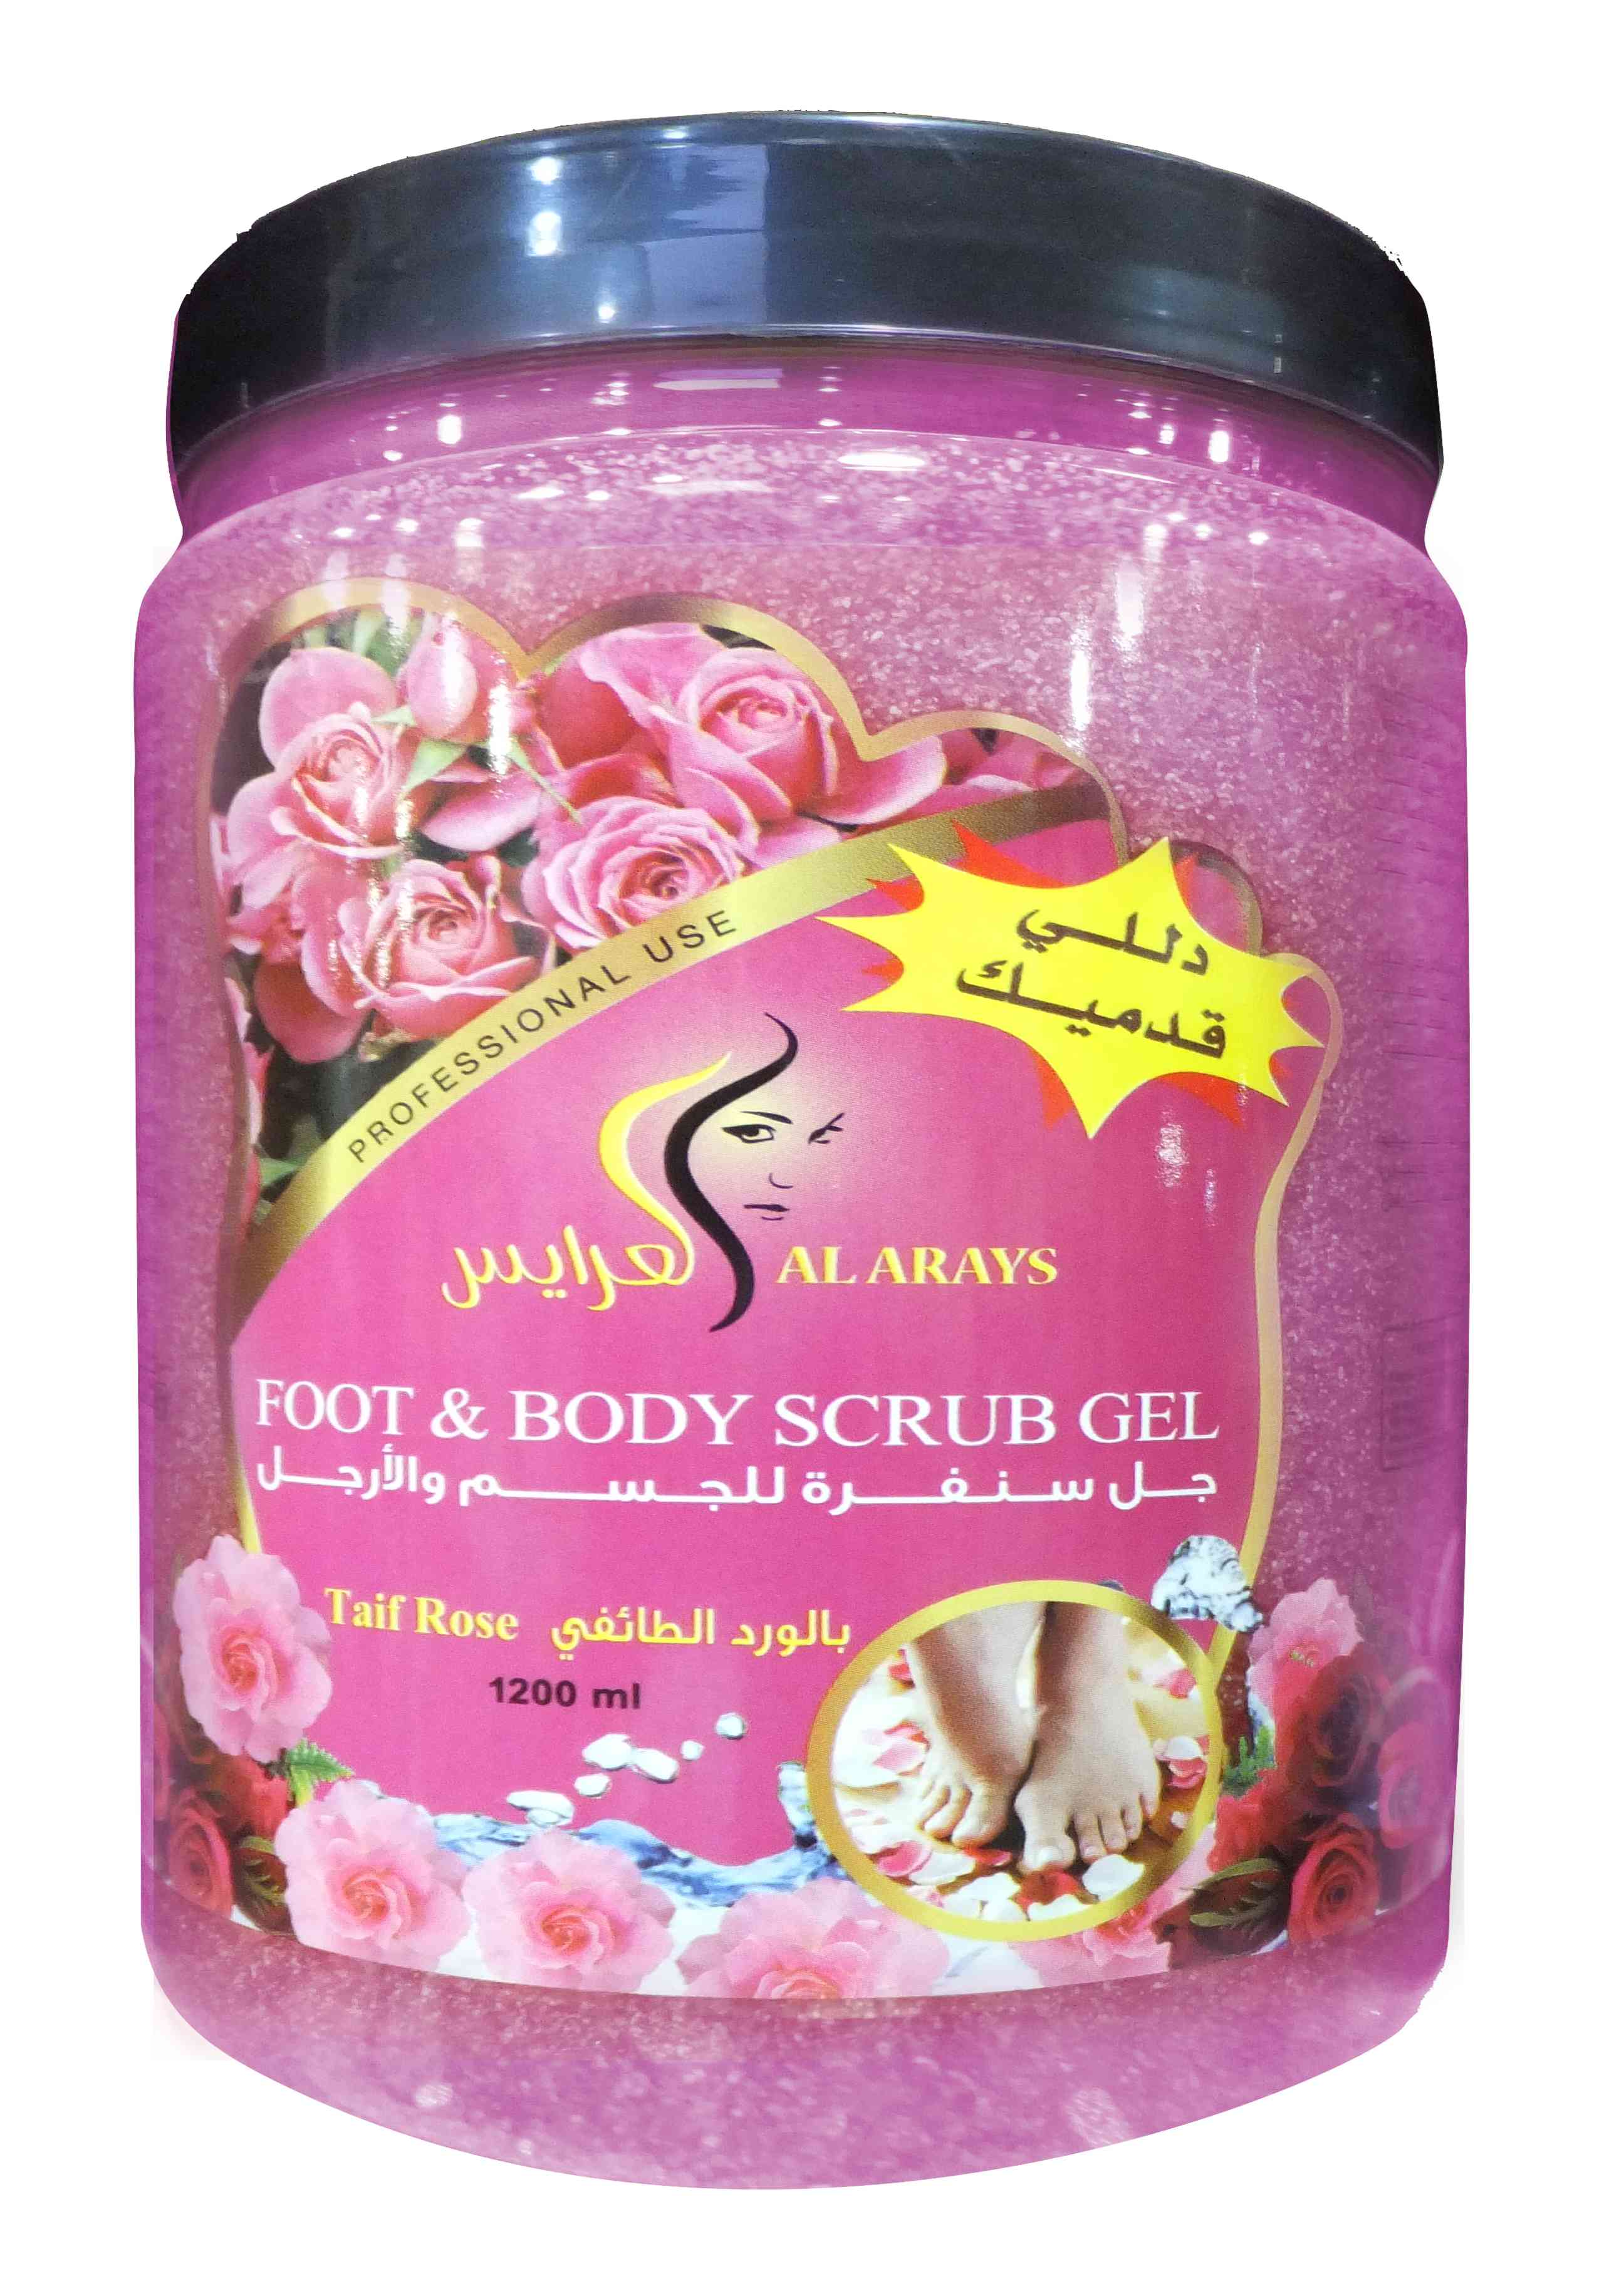 PROFESSIONAL USE
دللي
قدميك
العرايس AL ARAYS
FOOT & BODY SCRUB GEL
جل سنفرة للجسم والأرجل
Taif Rose بالورد الطائفي
1200 ml